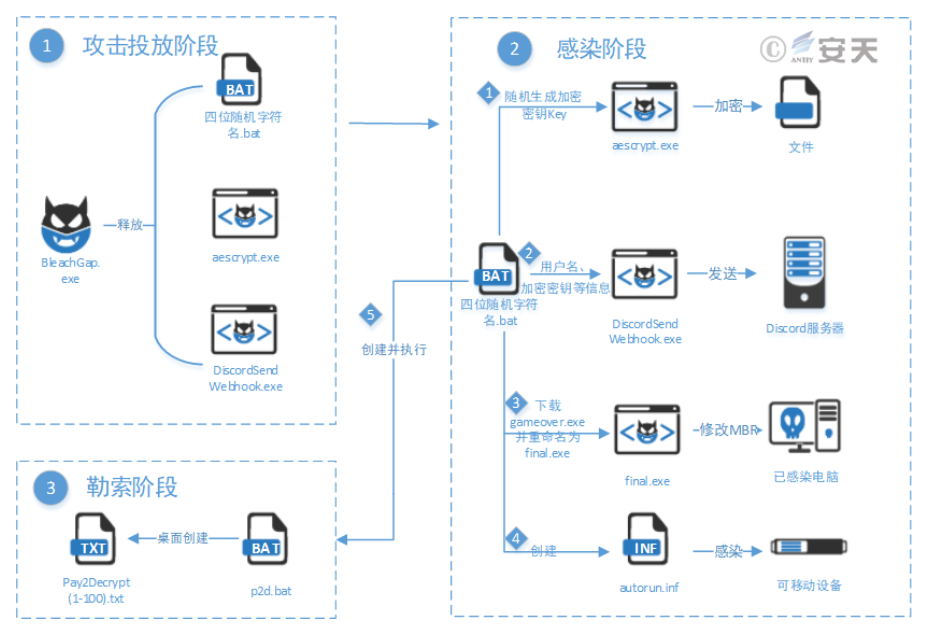 1 攻击投放阶段
BAT
四位随机字符
名.bat
BleachGap.
exe
释放
aescrypt.exe
DiscordSend
Webhook.exe
2 感染阶段
© ANTIY 安天
1 随机生成加密
密钥Key
aescrypt.exe
加密
文件
BAT
四位随机字符
名.bat
2 用户名、
加密密钥等信息
DiscordSend
Webhook.exe
发送
Discord服务器
3 下载
gameover.exe
并重命名为
final.exe
final.exe
修改MBR
已感染电脑
4 创建
INF
autorun.inf
感染
可移动设备
5
创建并执行
3 勒索阶段
TXT
Pay2Decrypt
(1-100).txt
桌面创建
BAT
p2d.bat